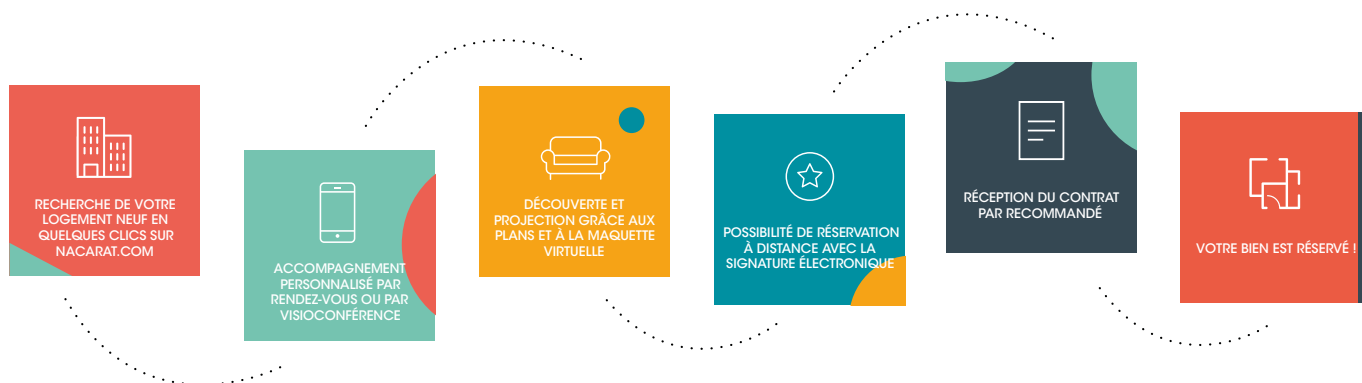 RECHERCHE DE VOTRE
LOGEMENT NEUF EN
QUELQUES CLICS SUR
NACARAT.COM
ACCOMPAGNEMENT
PERSONNALISÉ PAR
RENDEZ-VOUS OU PAR
VISIOCONFÉRENCE
DÉCOUVERTE ET
PROJECTION GRÂCE AUX
PLANS ET À LA MAQUETTE
VIRTUELLE
POSSIBILITÉ DE RÉSERVATION
À DISTANCE AVEC LA
SIGNATURE ÉLECTRONIQUE
RÉCEPTION DU CONTRAT
PAR RECOMMANDÉ
VOTRE BIEN EST RÉSERVÉ !